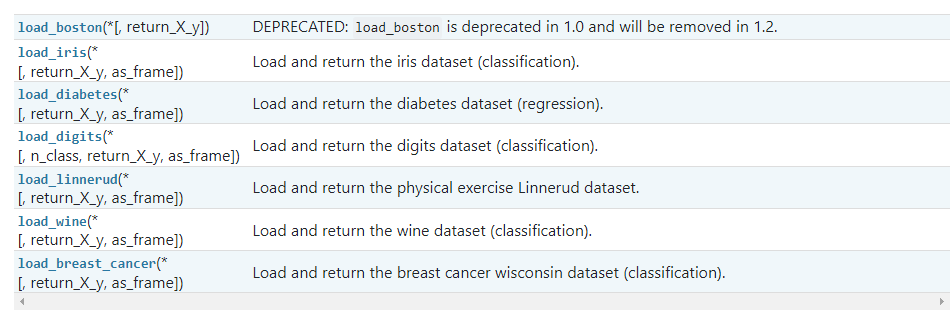 load_boston(*[, return_X_y]) DEPRECATED: load_boston is deprecated in 1.0 and will be removed in 1.2.
load_iris(*
[, return_X_y, as_frame]) Load and return the iris dataset (classification).
load_diabetes(*
[, return_X_y, as_frame]) Load and return the diabetes dataset (regression).
load_digits(*
[, n_class, return_X_y, as_frame]) Load and return the digits dataset (classification).
load_linnerud(*
[, return_X_y, as_frame]) Load and return the physical exercise Linnerud dataset.
load_wine(*
[, return_X_y, as_frame]) Load and return the wine dataset (classification).
load_breast_cancer(*
[, return_X_y, as_frame]) Load and return the breast cancer wisconsin dataset (classification).